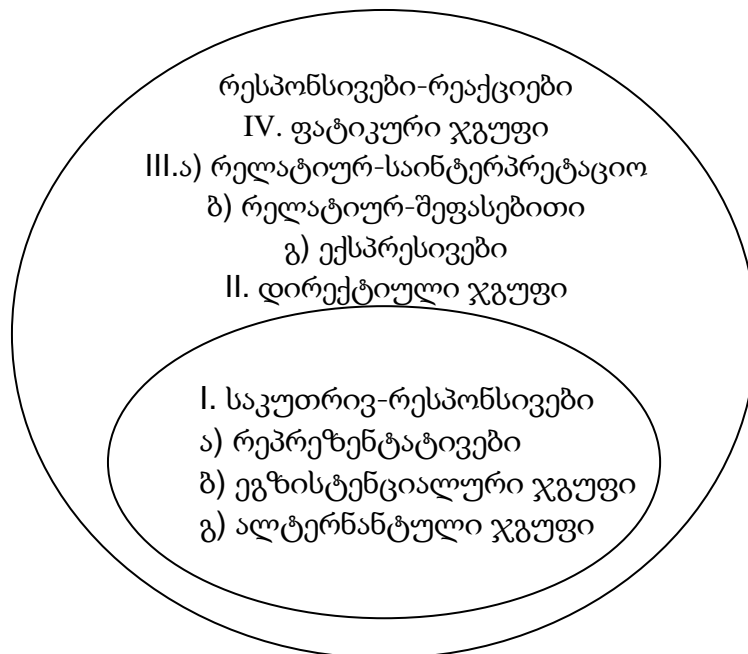 რესპონსივები-რეაქციები
IV. ფატიკური ჯგუფი
III.ა) რელატიურ-საინტერპრეტაციო
ბ) რელატიურ-შეფასებითი
გ) ექსპრესივები
II. დირექტიული ჯგუფი
I. საკუთრივ-რესპონსივები
ა) რეპრეზენტატივები
ბ) ეგზისტენციალური ჯგუფი
გ) ალტერნანტული ჯგუფი